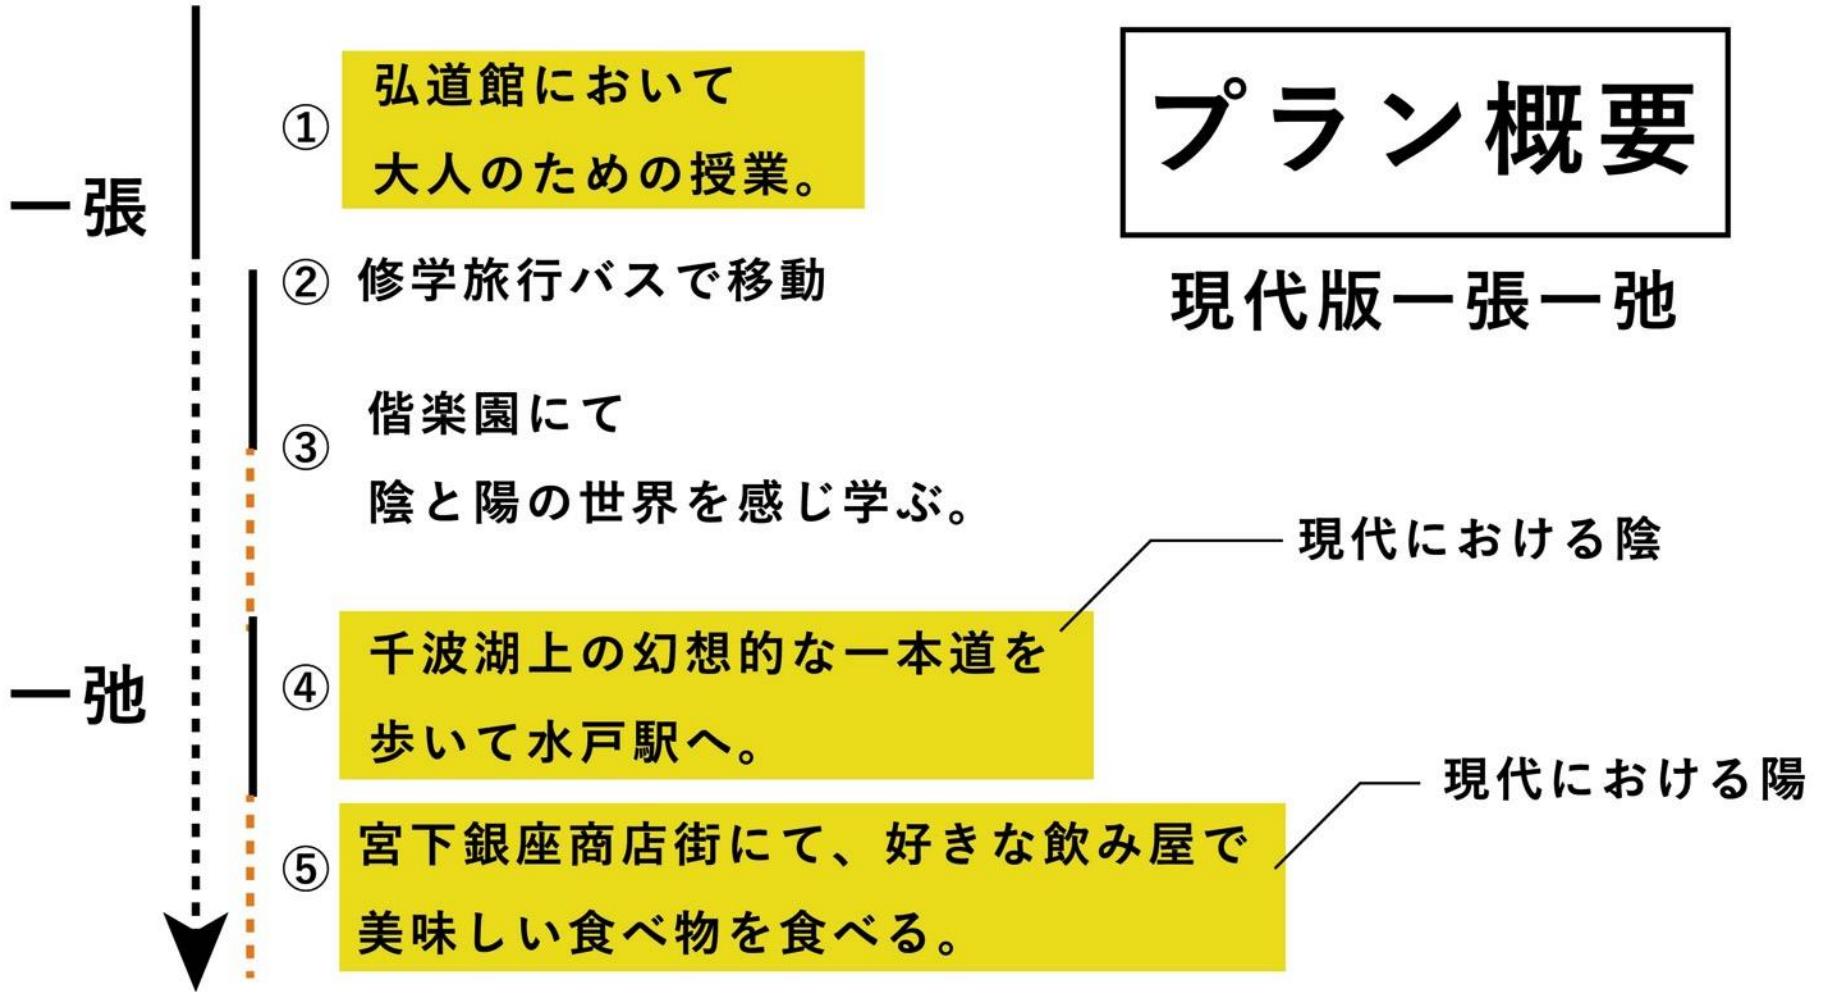 プラン概要
現代版一張一弛
一張
①
弘道館において
大人のための授業。
② 修学旅行バスで移動
③
偕楽園にて
陰と陽の世界を感じ学ぶ。
一弛
④
千波湖上の幻想的な一本道を
歩いて水戸駅へ。
現代における陰
⑤
宮下銀座商店街にて、好きな飲み屋で
美味しい食べ物を食べる。
現代における陽